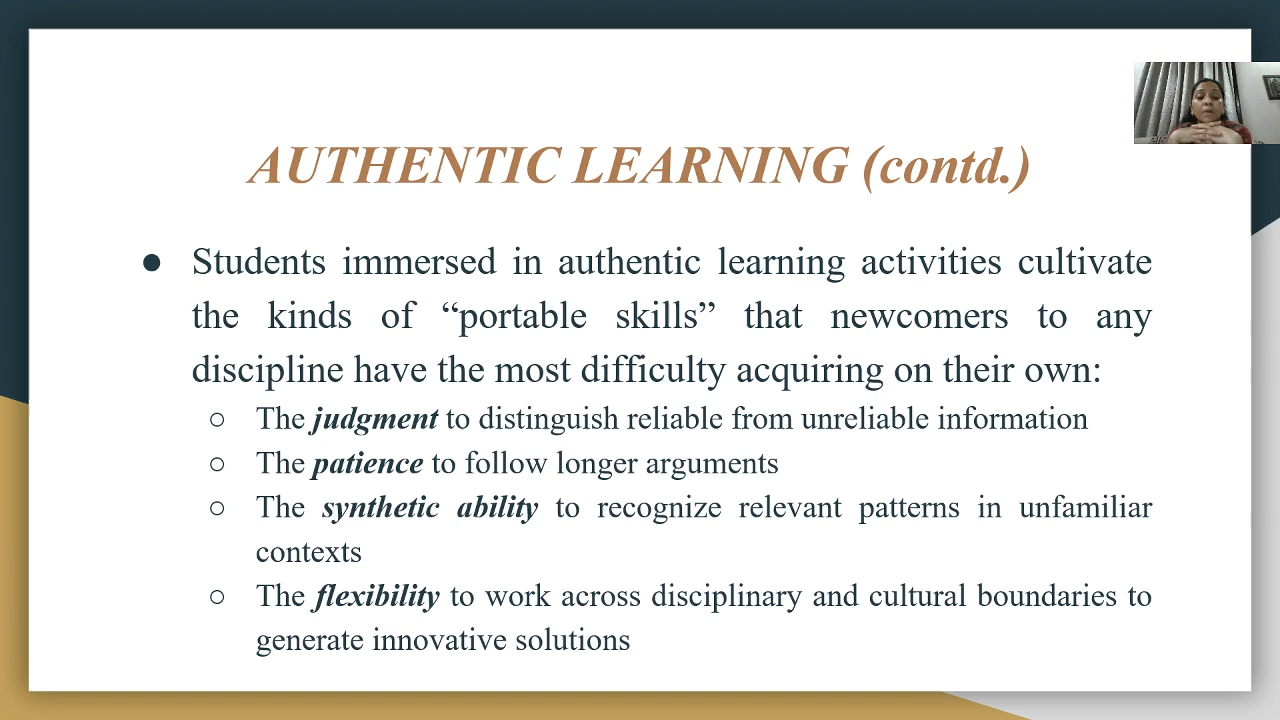 AUTHENTIC LEARNING (contd.)
● Students immersed in authentic learning activities cultivate
the kinds of “portable skills” that newcomers to any
discipline have the most difficulty acquiring on their own:
○ The judgment to distinguish reliable from unreliable information
○ The patience to follow longer arguments
○ The synthetic ability to recognize relevant patterns in unfamiliar
contexts
○ The flexibility to work across disciplinary and cultural boundaries to
generate innovative solutions